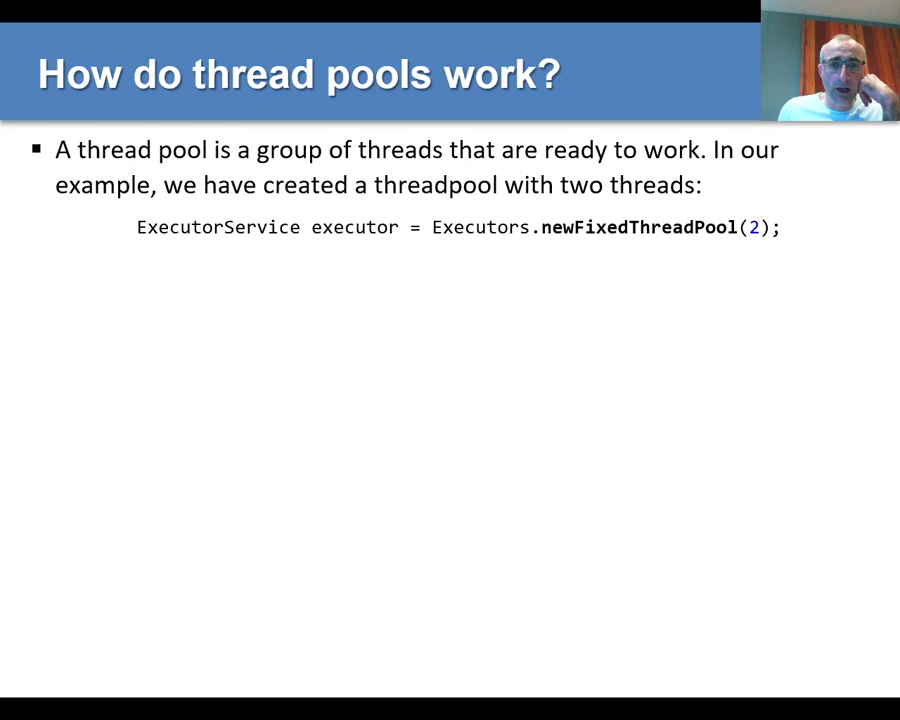 How do thread pools work?
A thread pool is a group of threads that are ready to work. In our
example, we have created a threadpool with two threads:
ExecutorService executor = Executors.newFixedThreadPool(2);